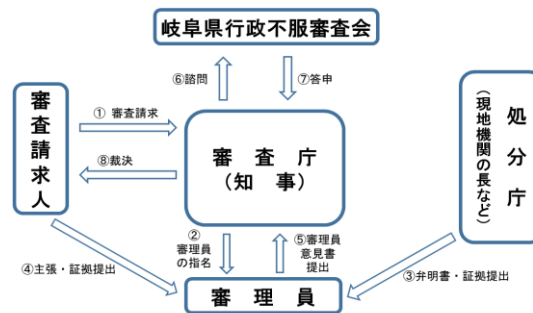 岐阜県行政不服審査会
⑥諮問
⑦答申
審査請求人
① 審査請求
⑧裁決
審　査　庁
（知　事）
処分庁
（現地機関の長など）
②
審理員
の指名
⑤審理員
意見書
提出
④主張・証拠提出
③弁明書・証拠提出
審　理　員